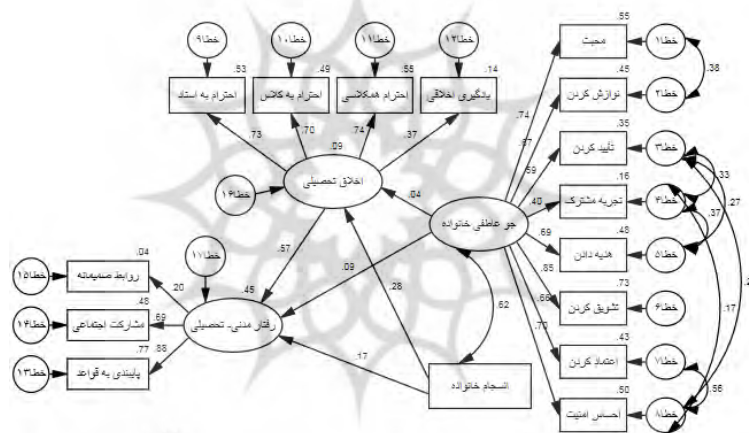 خطا۹
خطا۱۰
خطا۱۱
خطا۱۲
.53
.49
.55
.14
احترام به استاد
احترام به کلاس
احترام همکلاسی
یادگیری اخلاقی
.73
.70
.74
.37
.09
اخلاق تحصیلی
خطا۱۶
.04
.57
.28
.09
.17
.62
جو عاطفی خانواده
انسجام خانواده
خطا۱۷
.45
رفتار مدنی- تحصیلی
.04
روابط صمیمانه
خطا۱۵
.20
.48
مشارکت اجتماعی
خطا۱۴
.69
.77
پایبندی به قواعد
خطا۱۳
.88
.55
محبت
خطا۱
.74
.45
نوازش کردن
خطا۲
.67
.38
.35
تأیید کردن
خطا۳
.59
.16
تجربه مشترک
خطا۴
.40
.33
.27
.37
.48
هدیه دادن
خطا۵
.69
.73
تشویق کردن
خطا۶
.85
.43
اعتماد کردن
خطا۷
.66
.17
.56
.50
احساس امنیت
خطا۸
.70